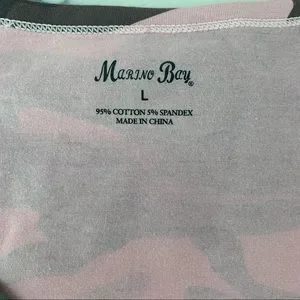 Marino Bay®
L
95% COTTON 5% SPANDEX
MADE IN CHINA